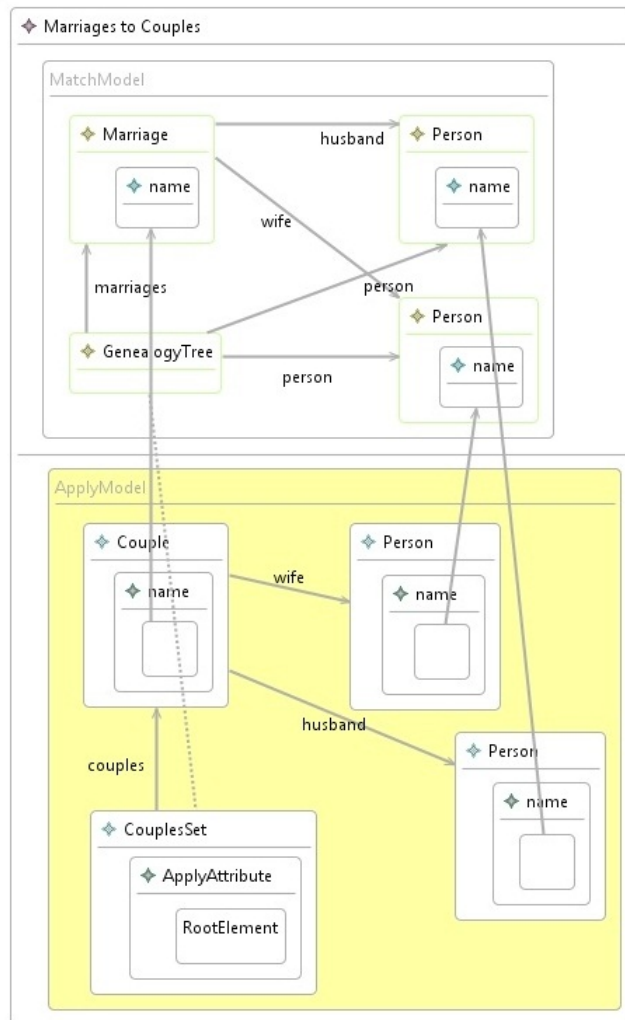 Marriages to Couples
MatchModel
Marriage
husband
Person
name
name
wife
marriages
person
Person
GenealogyTree
name
person
ApplyModel
Couple
Person
wife
name
name
husband
Person
couples
name
CouplesSet
ApplyAttribute
RootElement